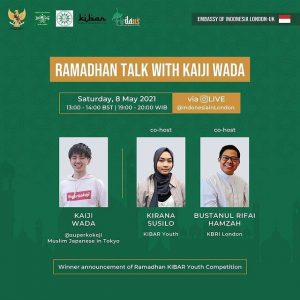 kibar
EMBASSY OF INDONESIA LONDON-UK
RAMADHAN TALK WITH KAIJI WADA
Saturday, 8 May 2021
13:00 - 14:00 BST | 19:00 - 20:00 WIB
via LIVE
@IndonesiainLondon
co-host
co-host
KAIJI
WADA
@superkokeji
Muslim Japanese in Tokyo
KIRANA
SUSILO
KIBAR Youth
BUSTANUL RIFAI
HAMZAH
KBRI London
Winner announcement of Ramadhan KIBAR Youth Competition